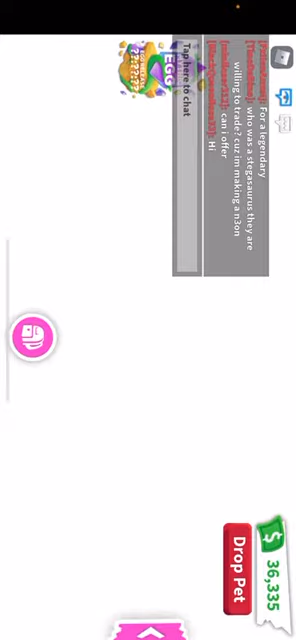 For a legendary
who was a stegasaurus they are
willing to trade? cuz im making a n3on
can i offer
Hi
Tap here to chat
EGG
??:??:??
$ 36,335
Drop Pet